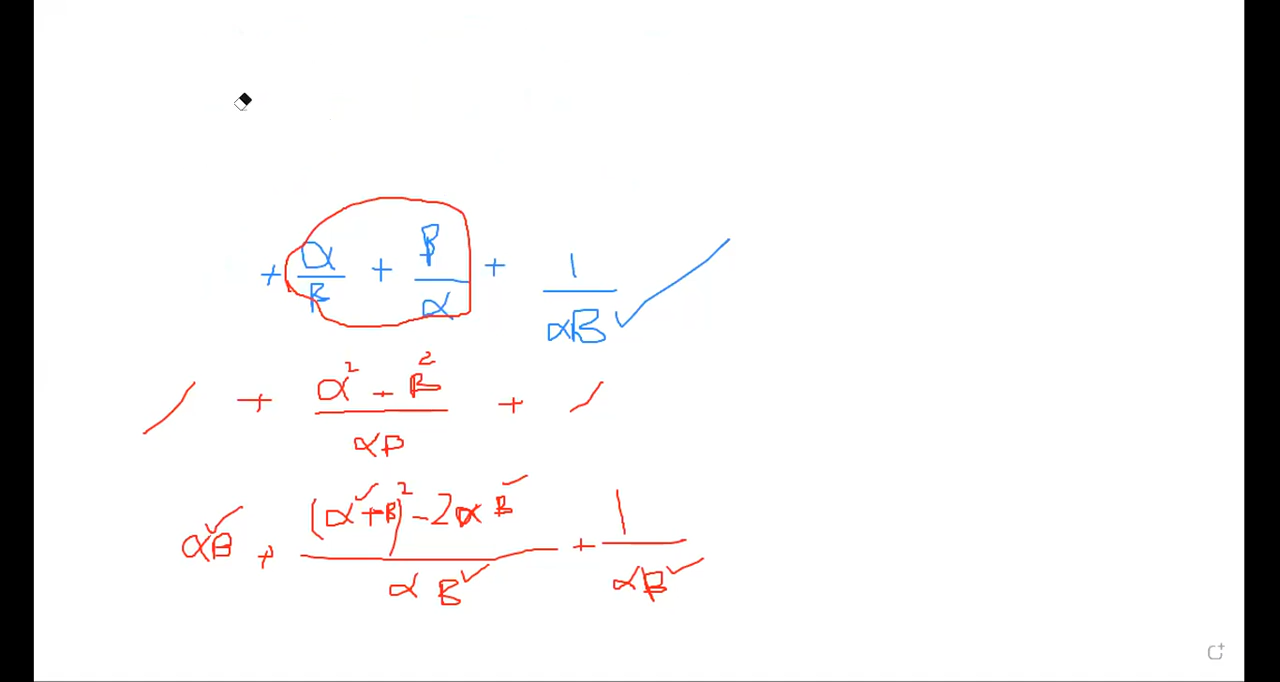 + α/β + β/α + 1/αβ
+ α² + β² / αβ +
αβ + (α+β)² - 2αβ / αβ + 1/αβ